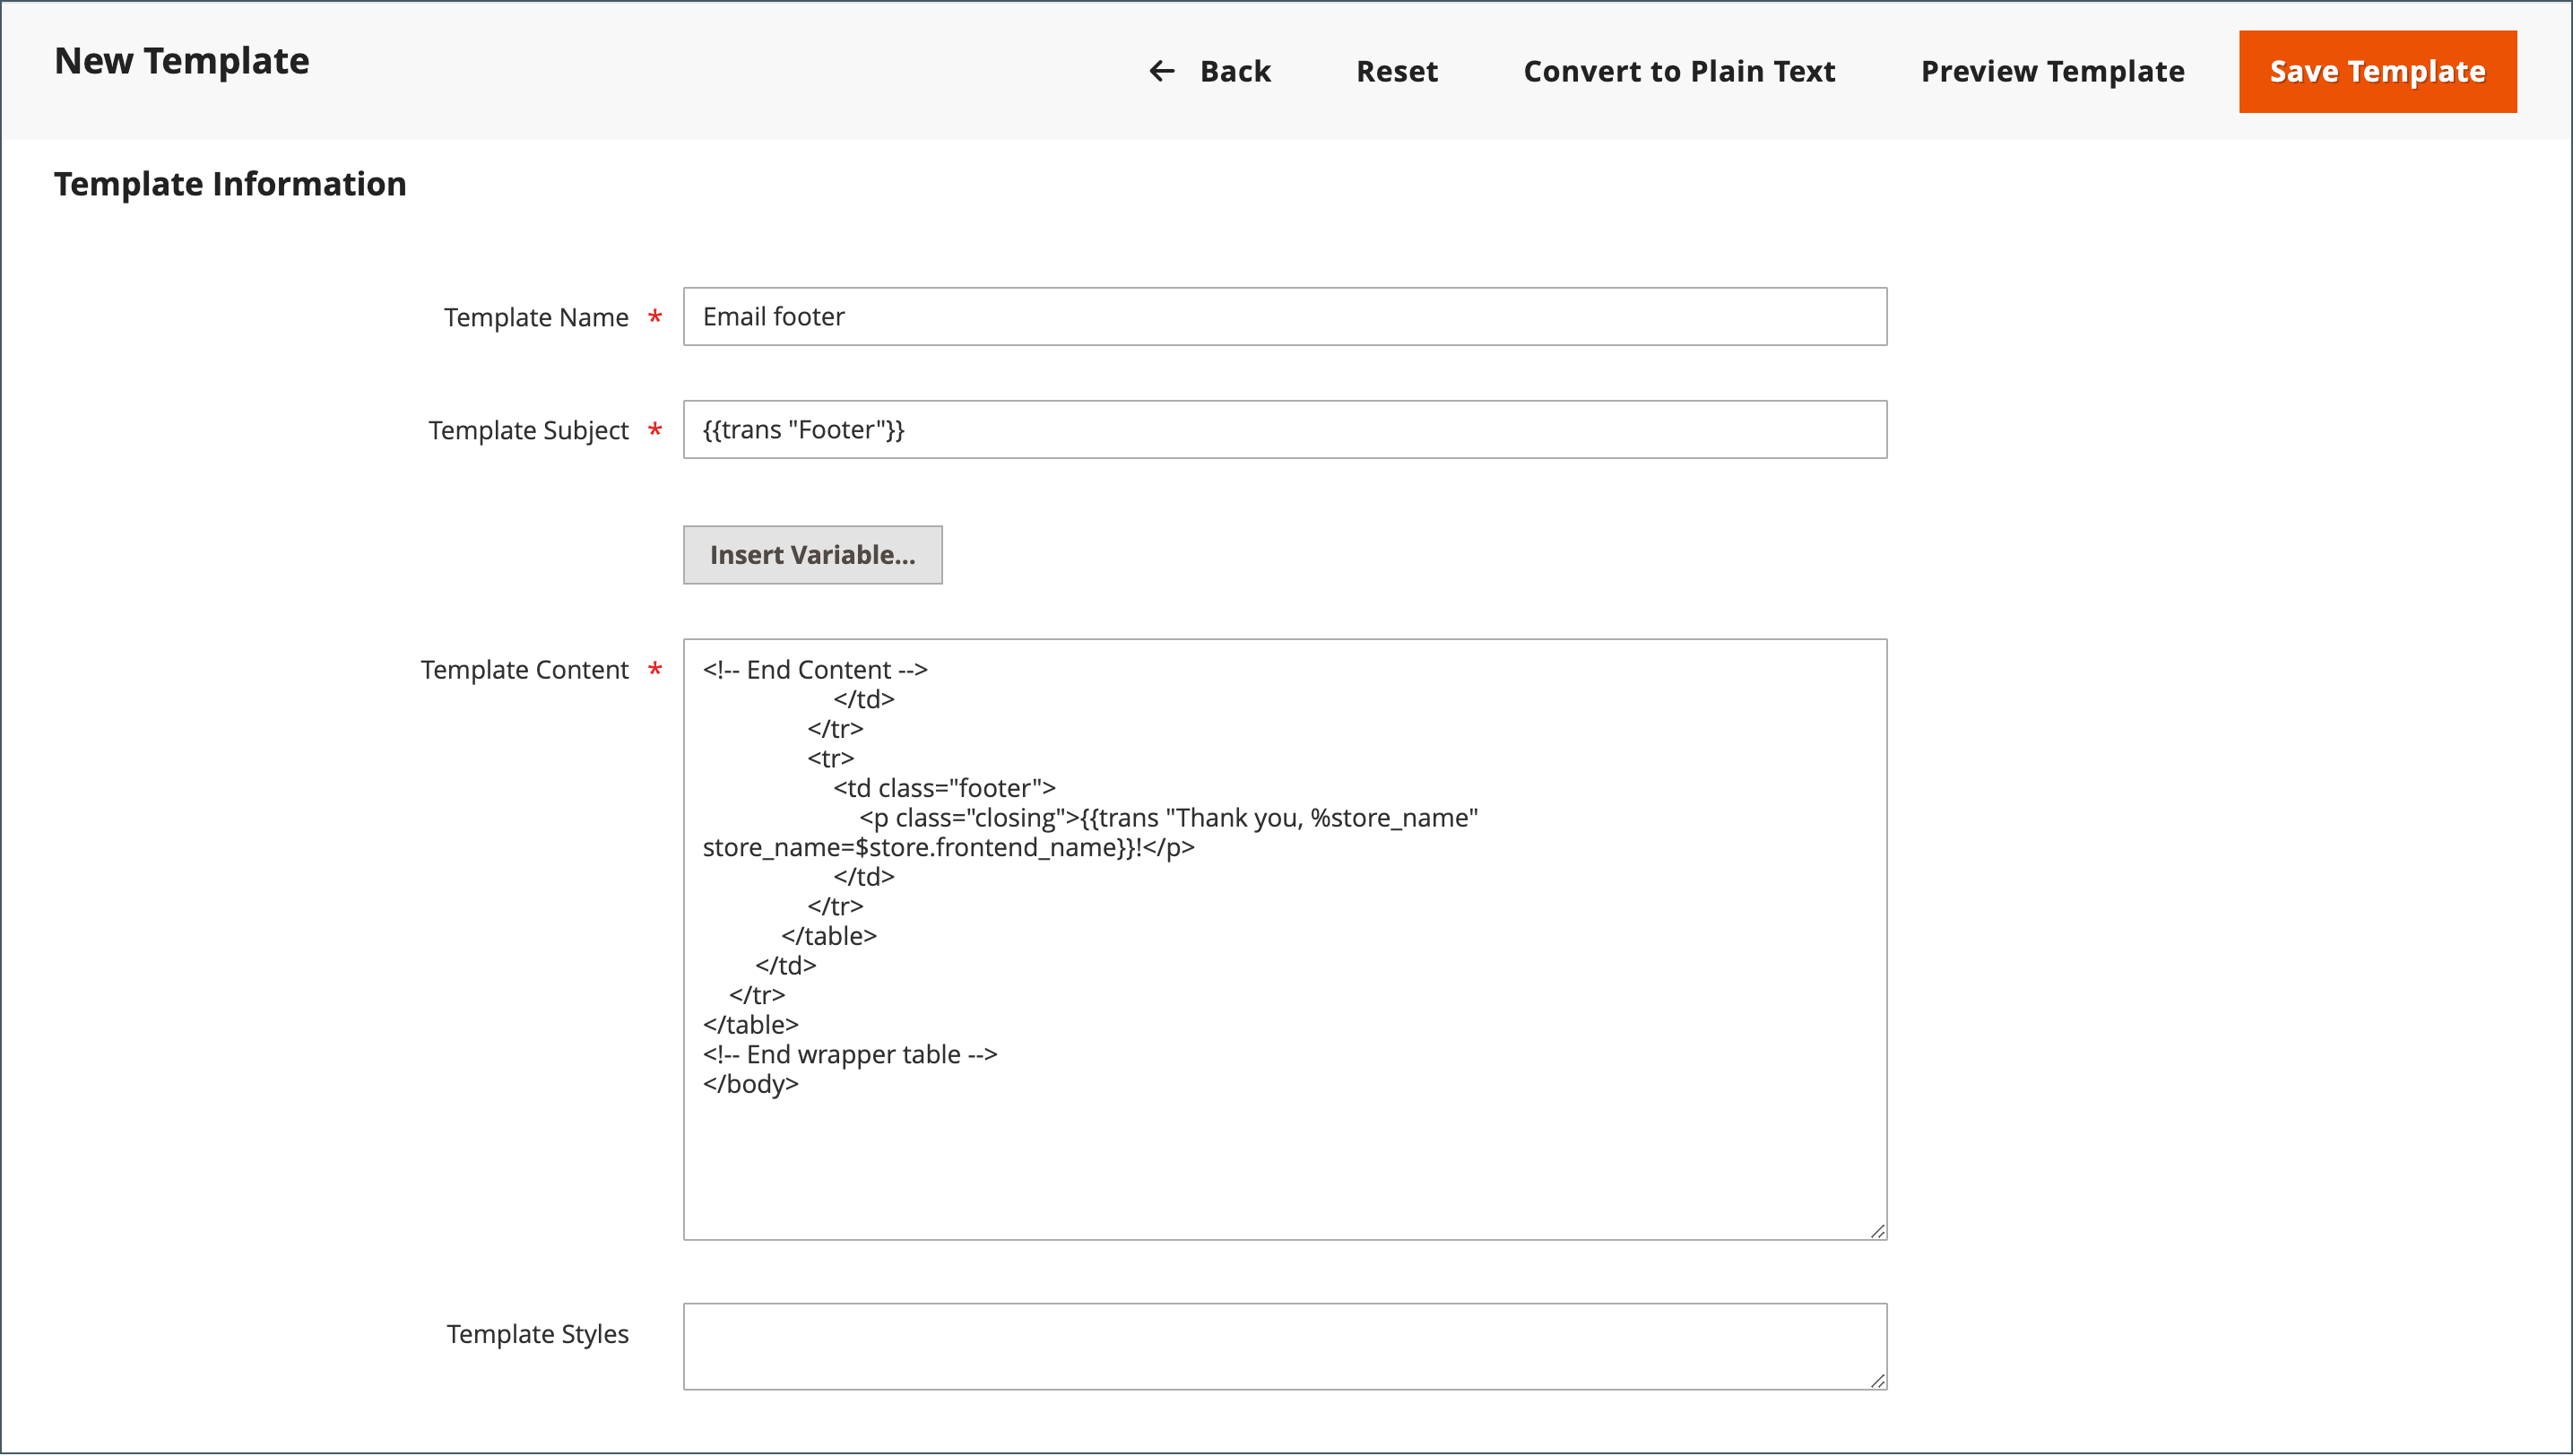 New Template
← Back Reset Convert to Plain Text Preview Template Save Template
Template Information
Template Name * Email footer
Template Subject * {{trans "Footer"}}
Insert Variable...
Template Content * <!-- End Content -->
</td>
</tr>
<tr>
<td class="footer">
<p class="closing">{{trans "Thank you, %store_name"
store_name=$store.frontend_name}}!</p>
</td>
</tr>
</table>
</td>
</tr>
</table>
<!-- End wrapper table -->
</body>
Template Styles